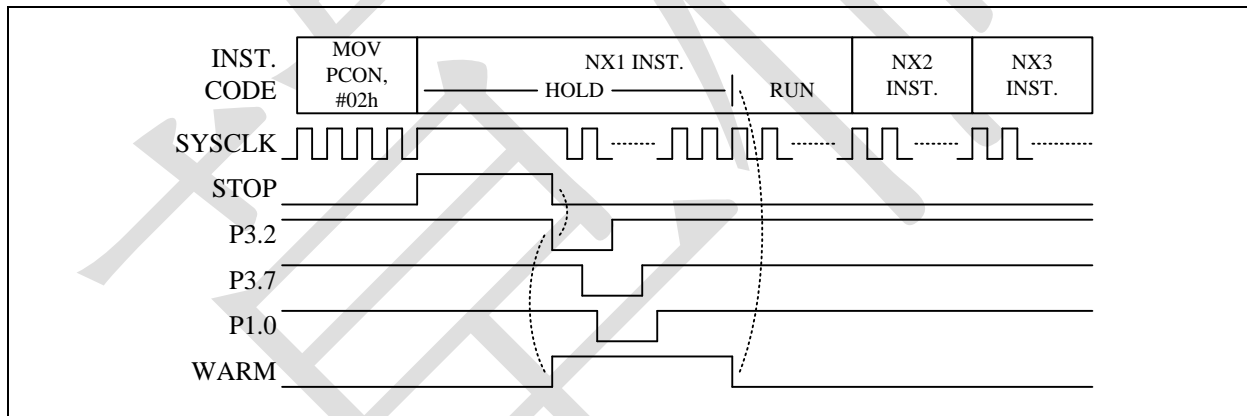 INST. CODE
MOV PCON, #02h
NX1 INST.
HOLD
RUN
NX2 INST.
NX3 INST.
SYSCLK
STOP
P3.2
P3.7
P1.0
WARM